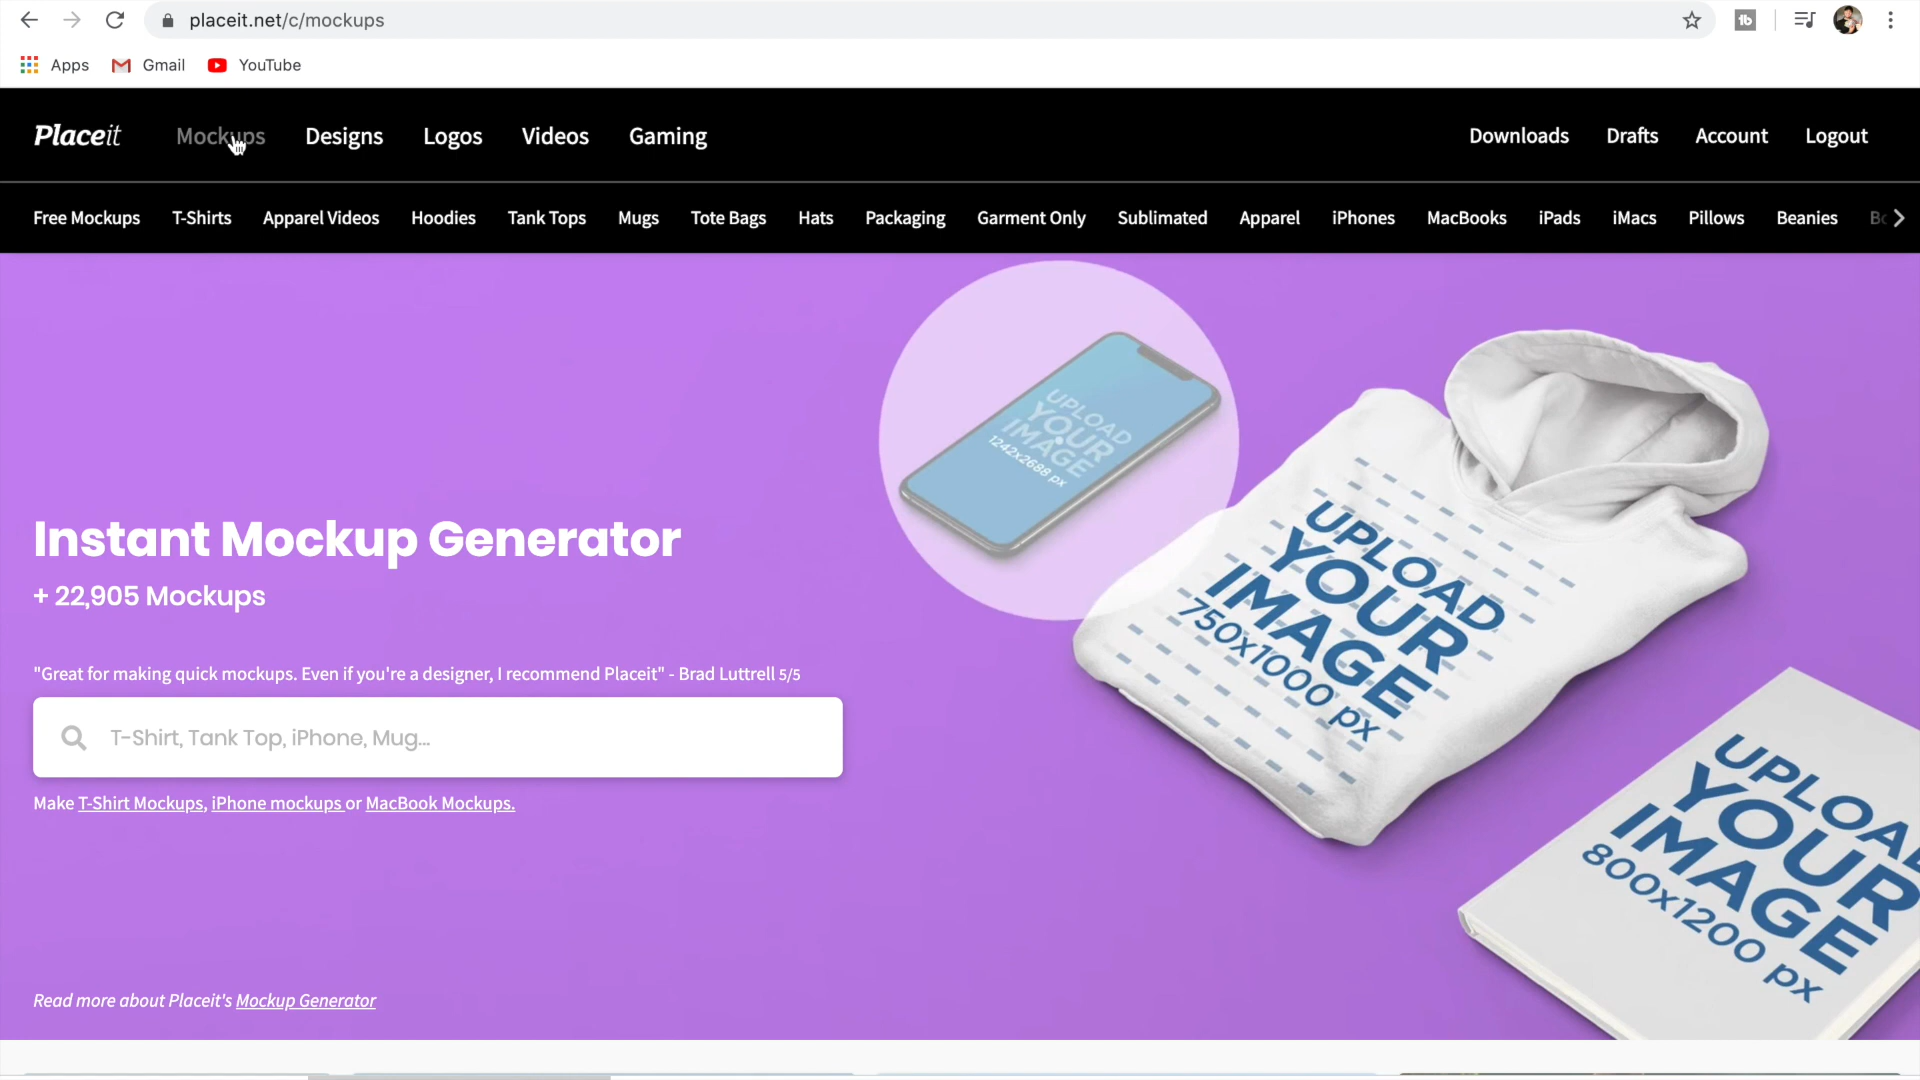 placeit.net/c/mockups
Apps Gmail YouTube
Placeit Mockups Designs Logos Videos Gaming Downloads Drafts Account Logout
Free Mockups T-Shirts Apparel Videos Hoodies Tank Tops Mugs Tote Bags Hats Packaging Garment Only Sublimated Apparel iPhones MacBooks iPads iMacs Pillows Beanies
UPLOAD
YOUR
IMAGE
1242x2688 px
UPLOAD
YOUR
IMAGE
750x1000 px
Instant Mockup Generator
+ 22,905 Mockups
"Great for making quick mockups. Even if you're a designer, I recommend Placeit" - Brad Luttrell 5/5
T-Shirt, Tank Top, iPhone, Mug...
Make T-Shirt Mockups, iPhone mockups or MacBook Mockups.
YOUR
IMAGE
800x1200 px
Read more about Placeit's Mockup Generator